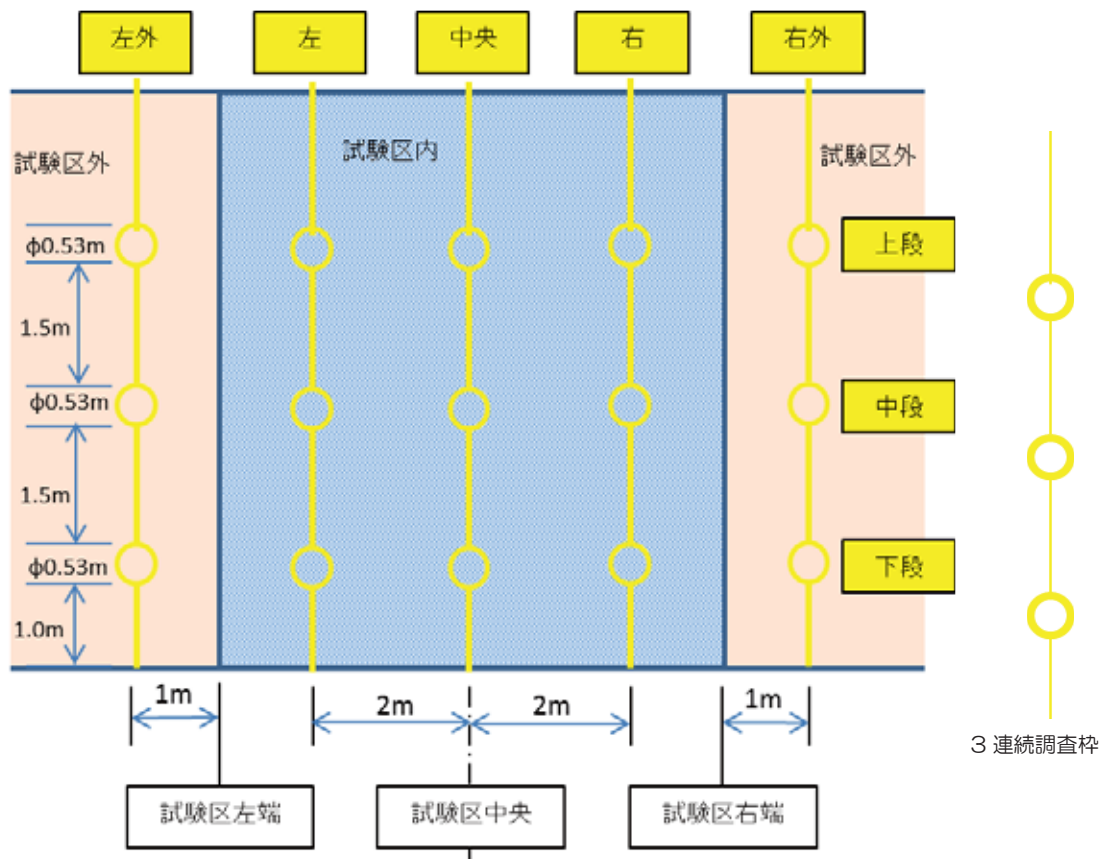 左外
左
中央
右
右外
試験区外
試験区内
試験区外
φ0.53m
上段
1.5m
φ0.53m
中段
1.5m
φ0.53m
下段
1.0m
1m
2m
2m
1m
3連続調査枠
試験区左端
試験区中央
試験区右端